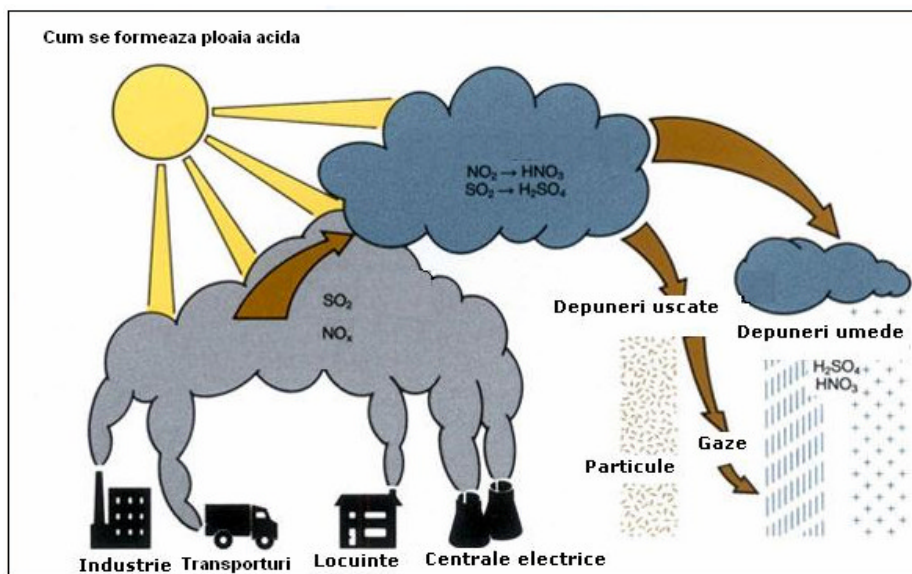 Cum se formeaza ploaia acida
NO₂ → HNO₃
SO₂ → H₂SO₄
SO₂
NOₓ
Depuneri uscate
Depuneri umede
H₂SO₄
HNO₃
Gaze
Particule
Industrie
Transporturi
Locuinte
Centrale electrice